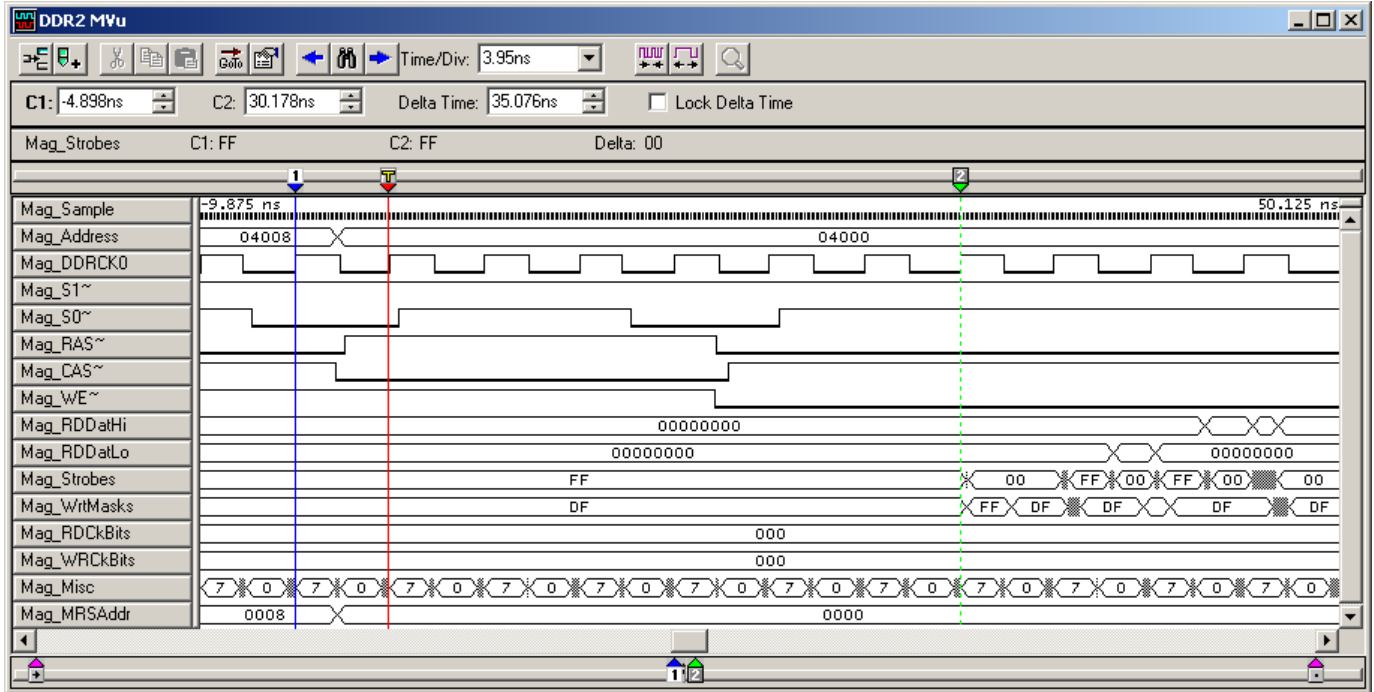 DDR2 MVu
GoTo Time/Div: 3.95ns
C1: -4.898ns C2: 30.178ns Delta Time: 35.076ns Lock Delta Time
Mag_Strobes C1: FF C2: FF Delta: 00
1 T 2
Mag_Sample -9.875 ns 50.125 ns
Mag_Address 04008 04000
Mag_DDRCK0
Mag_S1~
Mag_S0~
Mag_RAS~
Mag_CAS~
Mag_WE~
Mag_RDDatHi 00000000
Mag_RDDatLo 00000000 00000000
Mag_Strobes FF 00 FF 00 FF 00 00
Mag_WrtMasks DF FF DF DF DF DF
Mag_RDCkBits 000
Mag_WRCkBits 000
Mag_Misc 7 0 7 0 7 0 7 0 7 0 7 0 7 0 7 0 7 0 7 0 7 0 7 0
Mag_MRSAddr 0008 0000
1 2